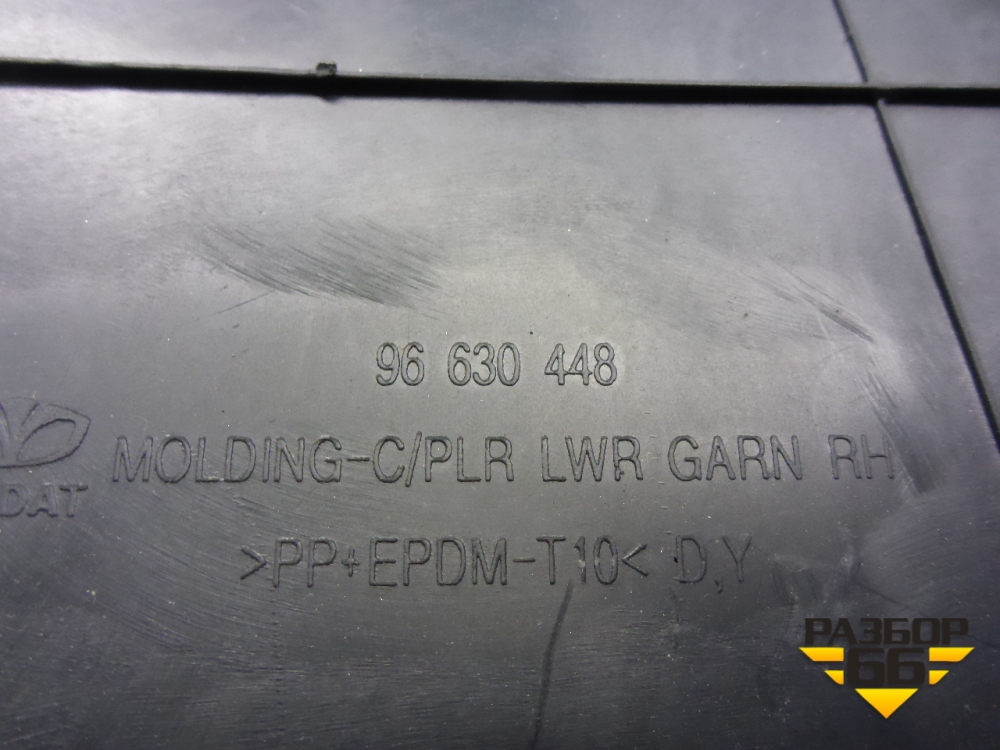 96 630 448
MOLDING-C/PLR LWR GARN RH
DAT
>PP+EPDM-T10< D,Y
РАЗБОР
66